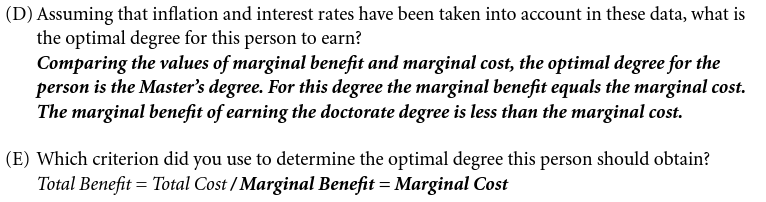 (D) Assuming that inflation and interest rates have been taken into account in these data, what is
the optimal degree for this person to earn?
Comparing the values of marginal benefit and marginal cost, the optimal degree for the
person is the Master's degree. For this degree the marginal benefit equals the marginal cost.
The marginal benefit of earning the doctorate degree is less than the marginal cost.
(E) Which criterion did you use to determine the optimal degree this person should obtain?
Total Benefit = Total Cost / Marginal Benefit = Marginal Cost